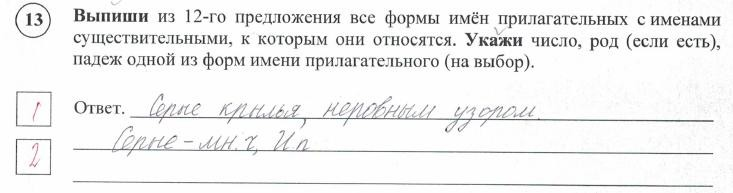 13 Выпиши из 12-го предложения все формы имён прилагательных с именами
существительными, к которым они относятся. Укажи число, род (если есть),
падеж одной из форм имени прилагательного (на выбор).
1 Ответ. Серые крылья, неровным узором.
Серые – мн. ч, И п
2